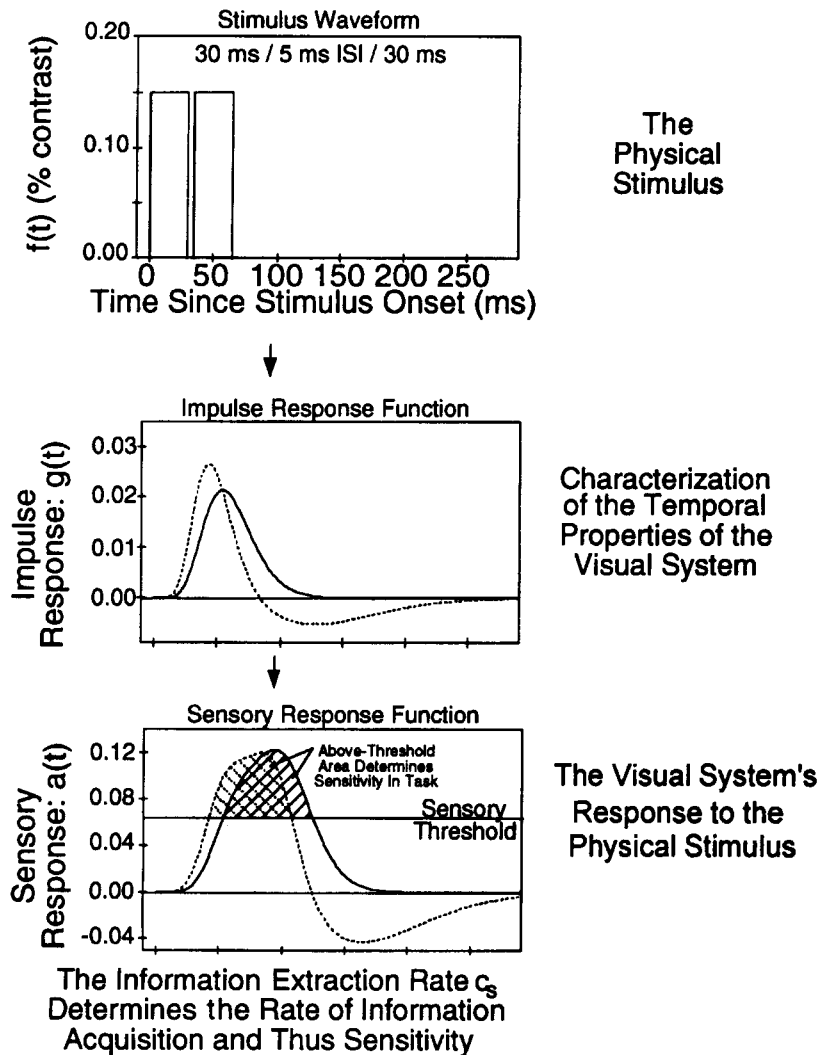 Stimulus Waveform
0.20
30 ms / 5 ms ISI / 30 ms
f(t) (% contrast)
0.10
0.00
0 50 100 150 200 250
Time Since Stimulus Onset (ms)
The
Physical
Stimulus
Impulse Response Function
0.03
0.02
0.01
0.00
Impulse
Response: g(t)
Characterization
of the Temporal
Properties of the
Visual System
Sensory Response Function
0.12
0.08
0.04
0.00
-0.04
Sensory
Response: a(t)
Above-Threshold
Area Determines
Sensitivity In Task
Sensory
Threshold
The Visual System's
Response to the
Physical Stimulus
The Information Extraction Rate cs
Determines the Rate of Information
Acquisition and Thus Sensitivity